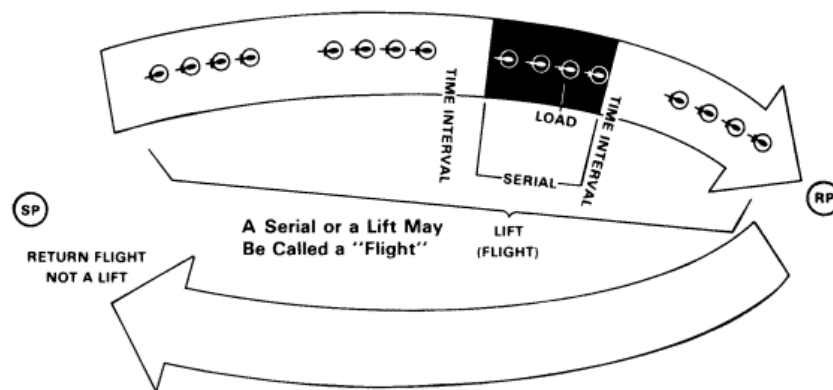 TIME INTERVAL
LOAD
TIME INTERVAL
SERIAL
SP
RP
A Serial or a Lift May
Be Called a "Flight"
LIFT
(FLIGHT)
RETURN FLIGHT
NOT A LIFT